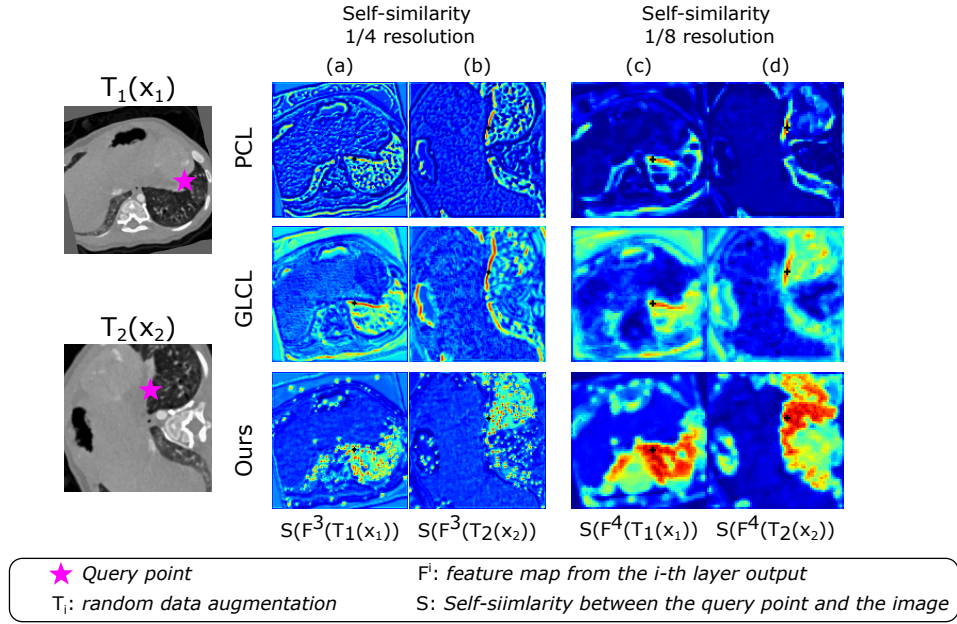 Self-similarity
1/4 resolution
Self-similarity
1/8 resolution
(a)
(b)
(c)
(d)
T₁(x₁)
PCL
GLCL
T₂(x₂)
Ours
S(F³(T₁(x₁))
S(F³(T₂(x₂))
S(F⁴(T₁(x₁))
S(F⁴(T₂(x₂))
Query point
Fⁱ: feature map from the i-th layer output
Tᵢ: random data augmentation
S: Self-siimlarity between the query point and the image